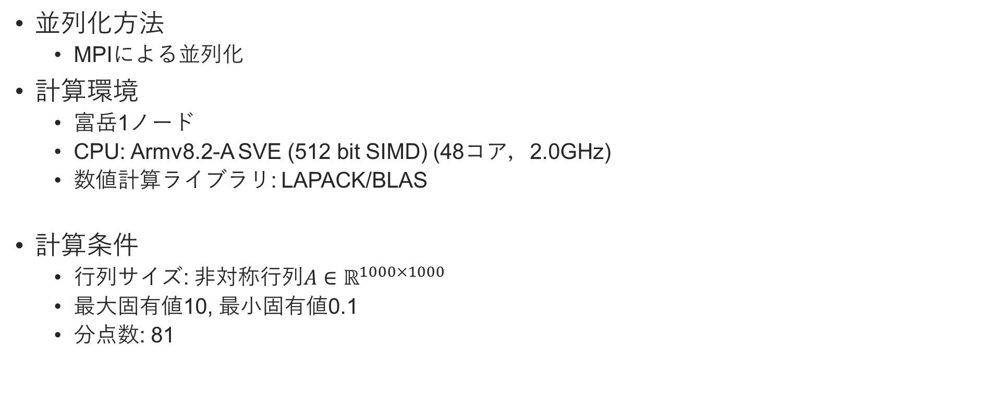 • 並列化方法
• MPIによる並列化
• 計算環境
• 富岳1ノード
• CPU: Armv8.2-A SVE (512 bit SIMD) (48コア，2.0GHz)
• 数値計算ライブラリ: LAPACK/BLAS
• 計算条件
• 行列サイズ: 非対称行列𝐴 ∈ ℝ¹⁰⁰⁰ˣ¹⁰⁰⁰
• 最大固有値10, 最小固有値0.1
• 分点数: 81